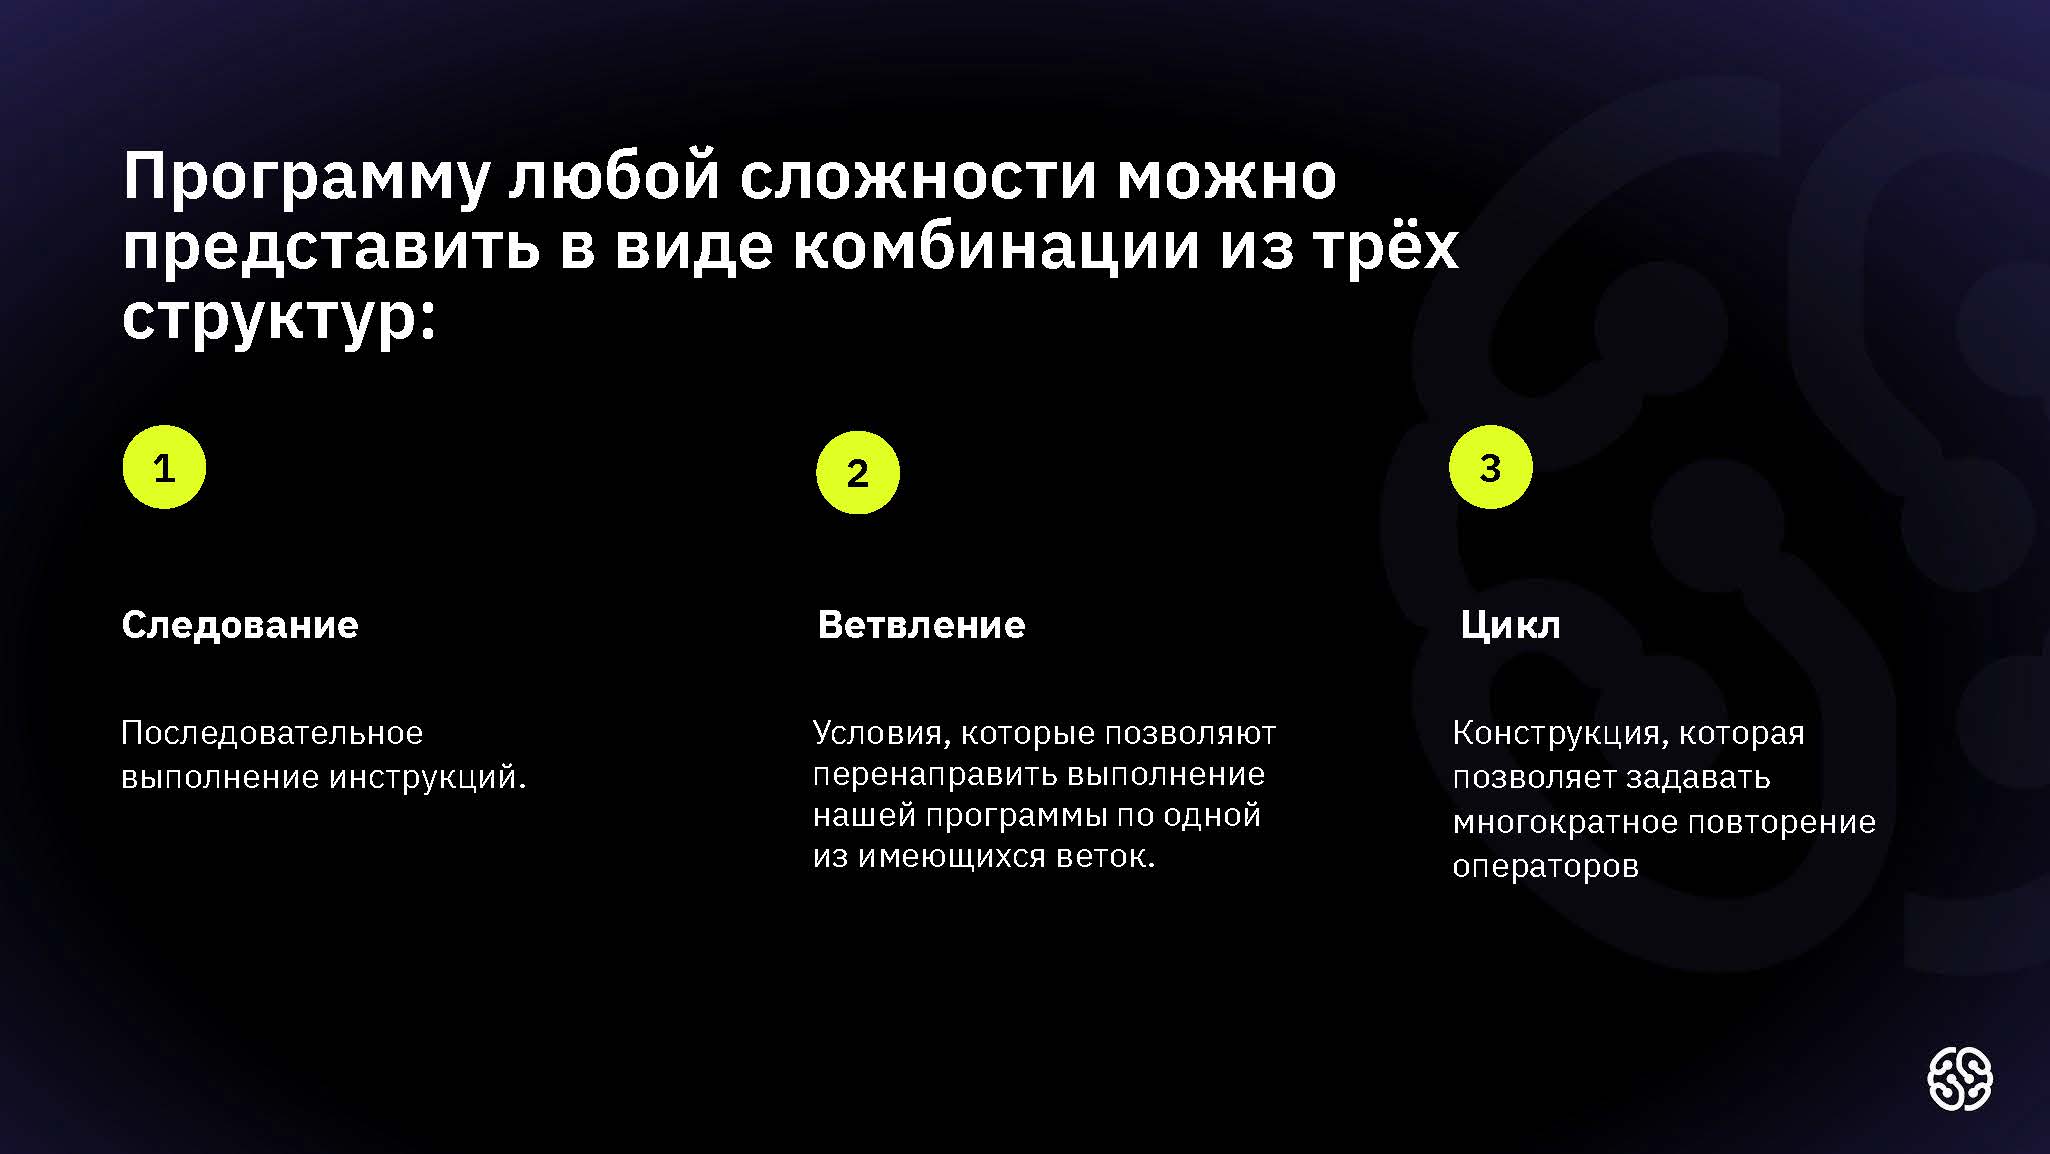 Программу любой сложности можно
представить в виде комбинации из трёх
структур:
1
Следование
Последовательное
выполнение инструкций.
2
Ветвление
Условия, которые позволяют
перенаправить выполнение
нашей программы по одной
из имеющихся веток.
3
Цикл
Конструкция, которая
позволяет задавать
многократное повторение
операторов